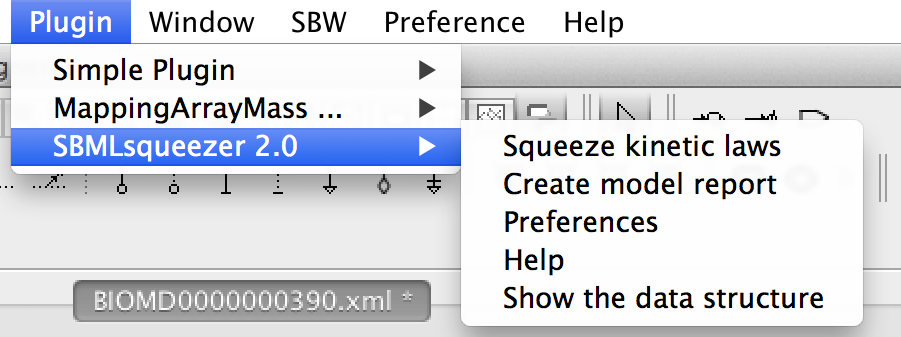 Plugin Window SBW Preference Help
Simple Plugin
MappingArrayMass ...
SBMLsqueezer 2.0
Squeeze kinetic laws
Create model report
Preferences
Help
Show the data structure
BIOMD0000000390.xml *